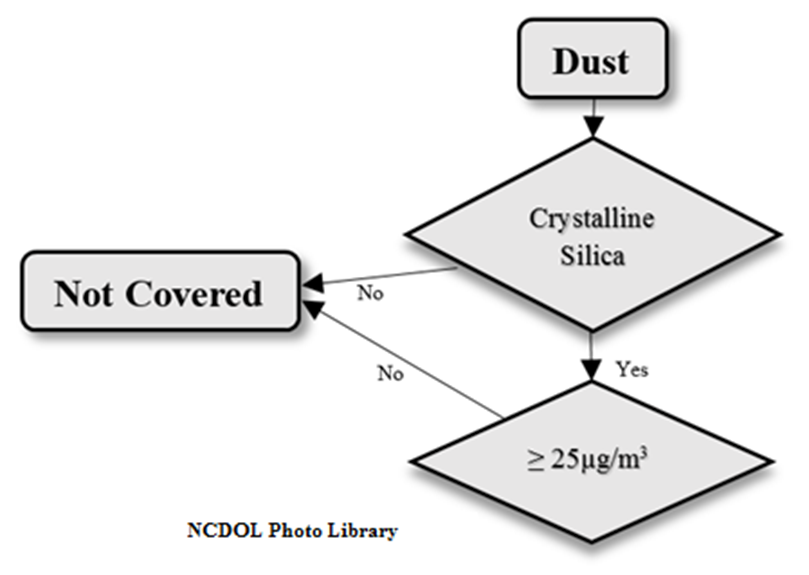 Dust
Crystalline
Silica
Not Covered
No
Yes
No
≥ 25µg/m³
NCDOL Photo Library